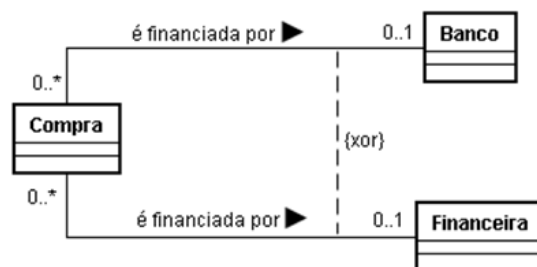 é financiada por ▶ 0..1 Banco
0..*
Compra
{xor}
0..*
é financiada por ▶ 0..1 Financeira